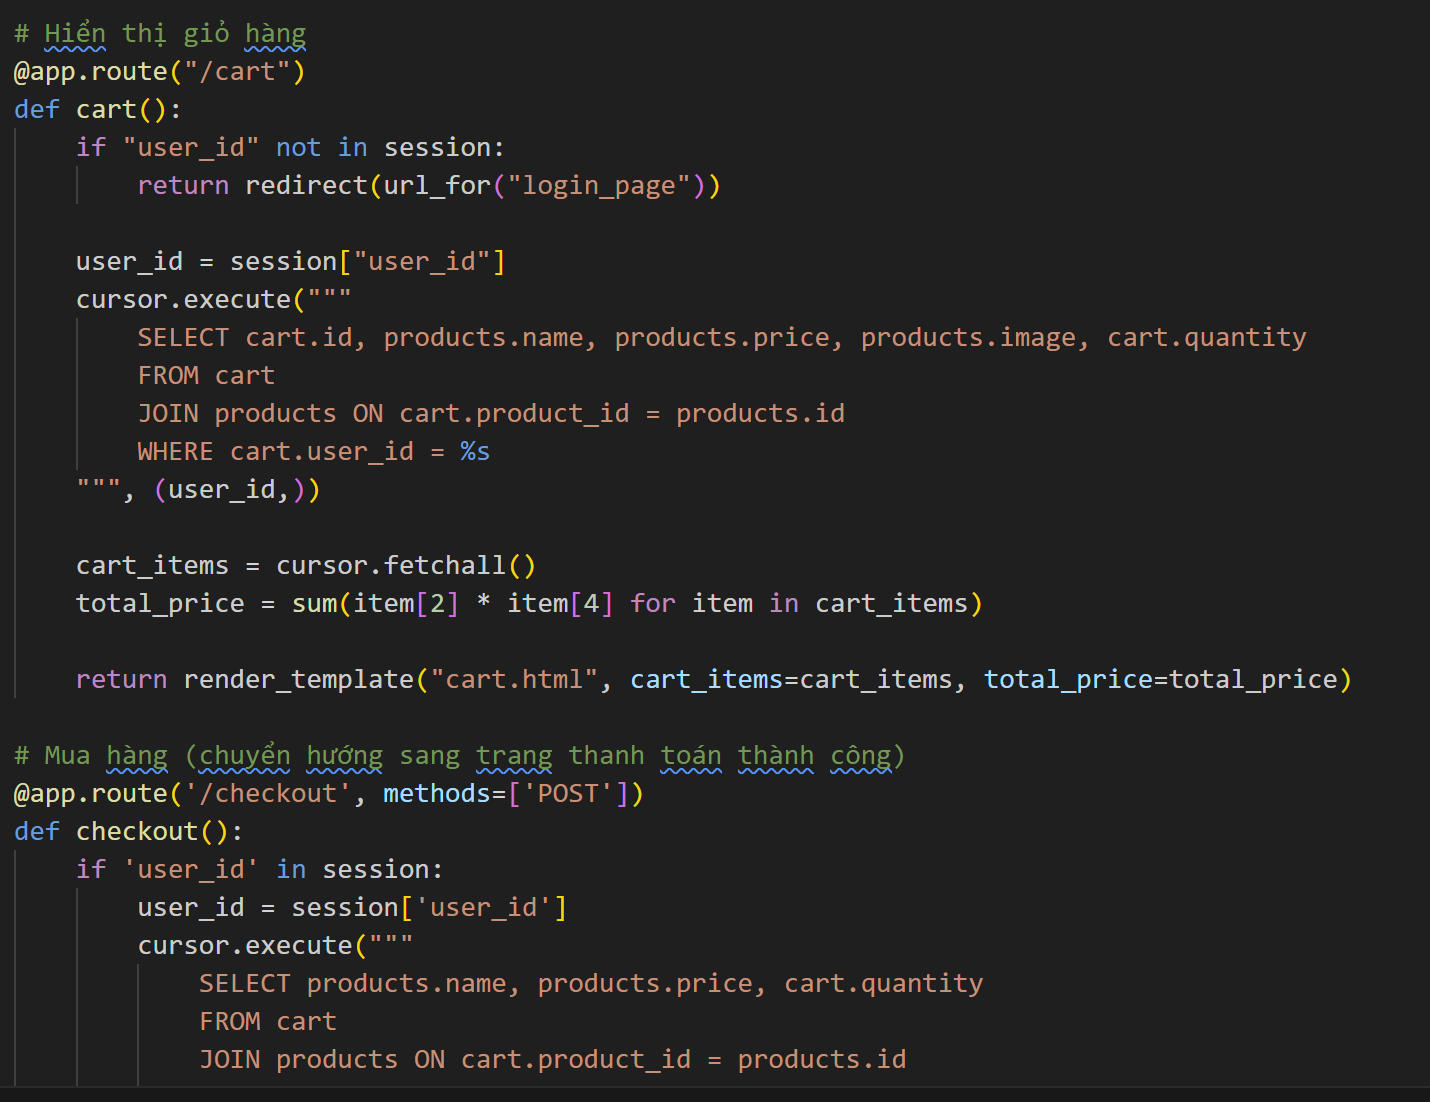 # Hiển thị giỏ hàng
@app.route("/cart")
def cart():
    if "user_id" not in session:
        return redirect(url_for("login_page"))

    user_id = session["user_id"]
    cursor.execute("""
        SELECT cart.id, products.name, products.price, products.image, cart.quantity
        FROM cart
        JOIN products ON cart.product_id = products.id
        WHERE cart.user_id = %s
    """, (user_id,))

    cart_items = cursor.fetchall()
    total_price = sum(item[2] * item[4] for item in cart_items)

    return render_template("cart.html", cart_items=cart_items, total_price=total_price)

# Mua hàng (chuyển hướng sang trang thanh toán thành công)
@app.route('/checkout', methods=['POST'])
def checkout():
    if 'user_id' in session:
        user_id = session['user_id']
        cursor.execute("""
            SELECT products.name, products.price, cart.quantity
            FROM cart
            JOIN products ON cart.product_id = products.id